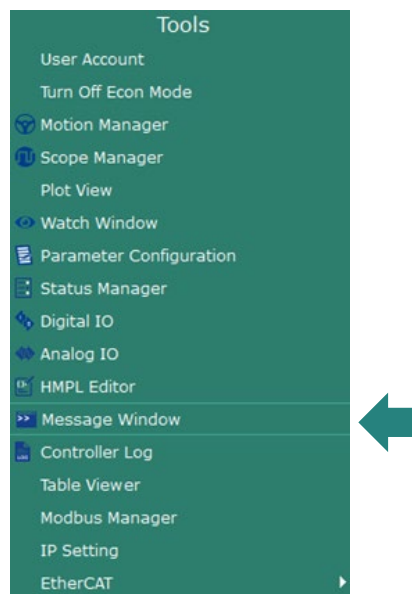 Tools
User Account
Turn Off Econ Mode
Motion Manager
Scope Manager
Plot View
Watch Window
Parameter Configuration
Status Manager
Digital IO
Analog IO
HMPL Editor
Message Window
Controller Log
Table Viewer
Modbus Manager
IP Setting
EtherCAT